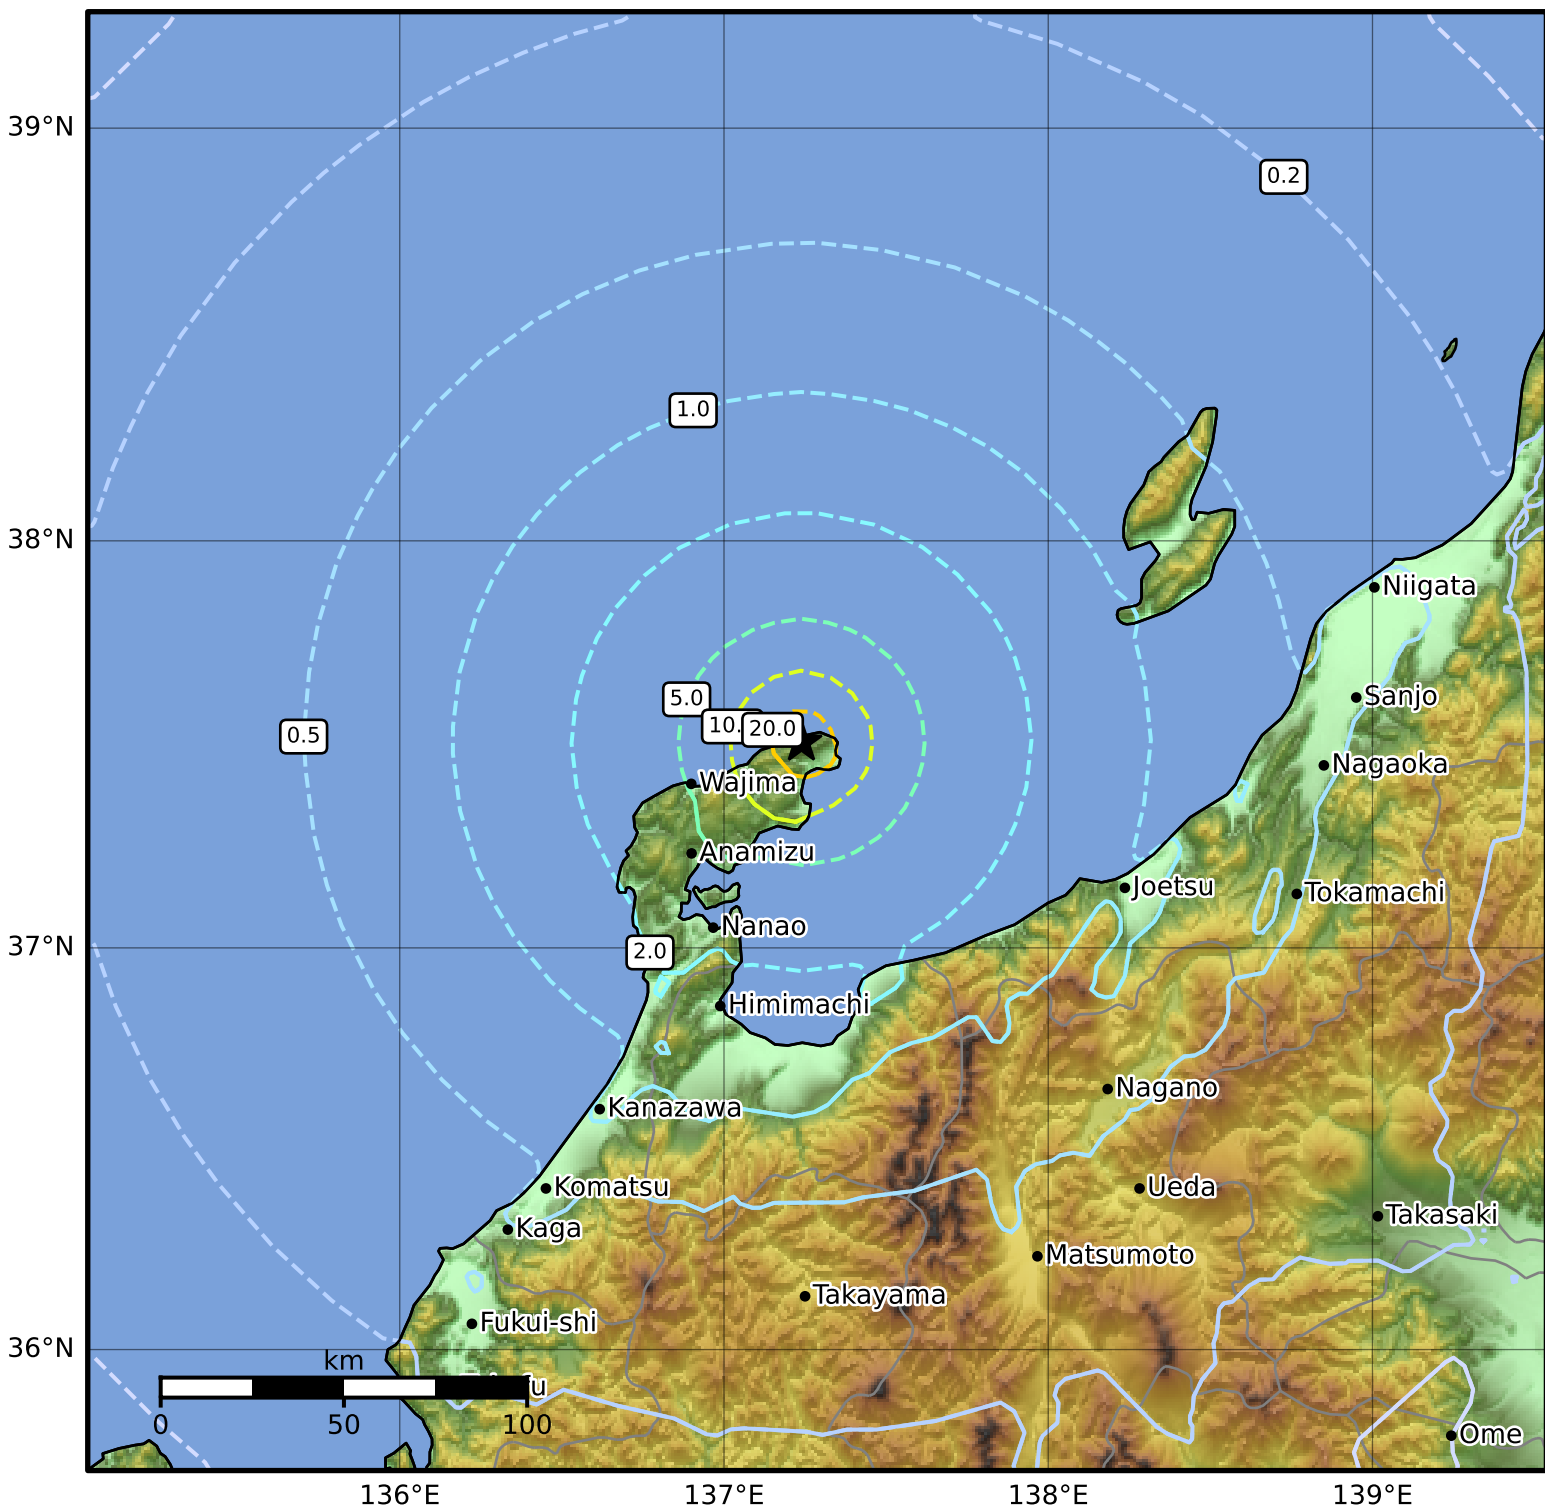 39°N
0.2
1.0
38°N
Niigata
Sanjo
5.0
10.
20.0
0.5
Nagaoka
Wajima
Anamizu
Joetsu
Tokamachi
Nanao
37°N
2.0
Himimachi
Nagano
Kanazawa
Komatsu
Ueda
Takasaki
Kaga
Matsumoto
Takayama
Fukui-shi
36°N
km
0
50
100
Ome
136°E
137°E
138°E
139°E